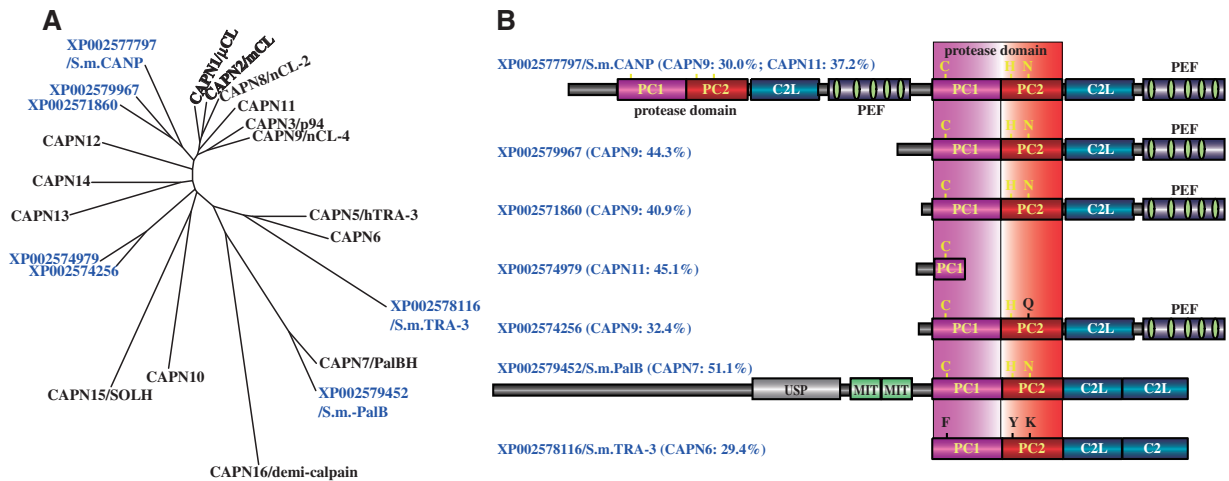 A
XP002577797
/S.m.CANP
XP002579967
XP002571860
CAPN12
CAPN14
CAPN13
XP002574979
XP002574256
CAPN15/SOLH
CAPN10
CAPN16/demi-calpain
XP002579452
/S.m.-PalB
CAPN7/PalBH
XP002578116
/S.m.TRA-3
CAPN6
CAPN5/hTRA-3
CAPN9/nCL-4
CAPN3/p94
CAPN11
CAPN8/nCL-2
CAPN2/mCL
CAPN1/μCL
B
protease domain
XP002577797/S.m.CANP (CAPN9: 30.0%; CAPN11: 37.2%)
C H N PEF
PC1 PC2 C2L PC1 PC2 C2L
protease domain PEF
XP002579967 (CAPN9: 44.3%)
C H N PEF
PC1 PC2 C2L
XP002571860 (CAPN9: 40.9%)
C H N PEF
PC1 PC2 C2L
XP002574979 (CAPN11: 45.1%)
C
PC1
XP002574256 (CAPN9: 32.4%)
C H Q PEF
PC1 PC2 C2L
XP002579452/S.m.PalB (CAPN7: 51.1%)
C H N
USP MIT MIT PC1 PC2 C2L C2L
XP002578116/S.m.TRA-3 (CAPN6: 29.4%)
F Y K
PC1 PC2 C2L C2